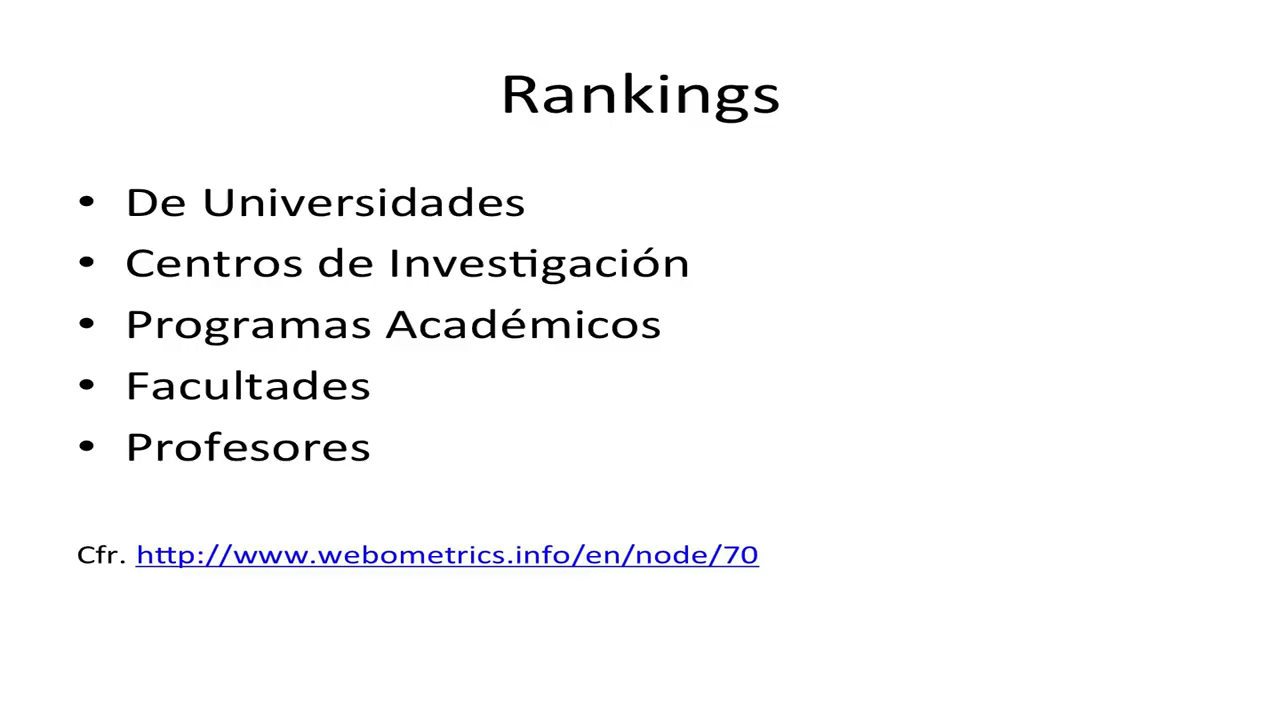 Rankings
• De Universidades
• Centros de Investigación
• Programas Académicos
• Facultades
• Profesores
Cfr. http://www.webometrics.info/en/node/70